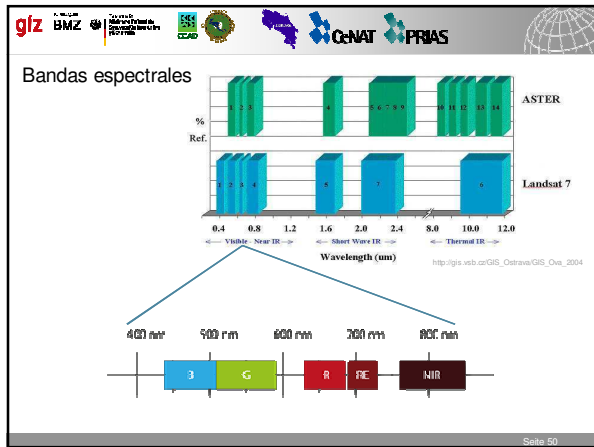 giz BMZ CCAD CeNAT PRIAS
Bandas espectrales
1 2 3 4 5 6 7 8 9 10 11 12 13 14 ASTER
%
Ref.
1 2 3 4 5 7 6 Landsat 7
0.4 0.8 1.2 1.6 2.0 2.4 8.0 10.0 12.0
Visible - Near IR Short Wave IR Thermal IR
Wavelength (um)
http://gis.vsb.cz/GIS_Ostrava/GIS_Ova_2004
400 nm 500 nm 600 nm 700 nm 800 nm
B G R RE NIR
Seite 50